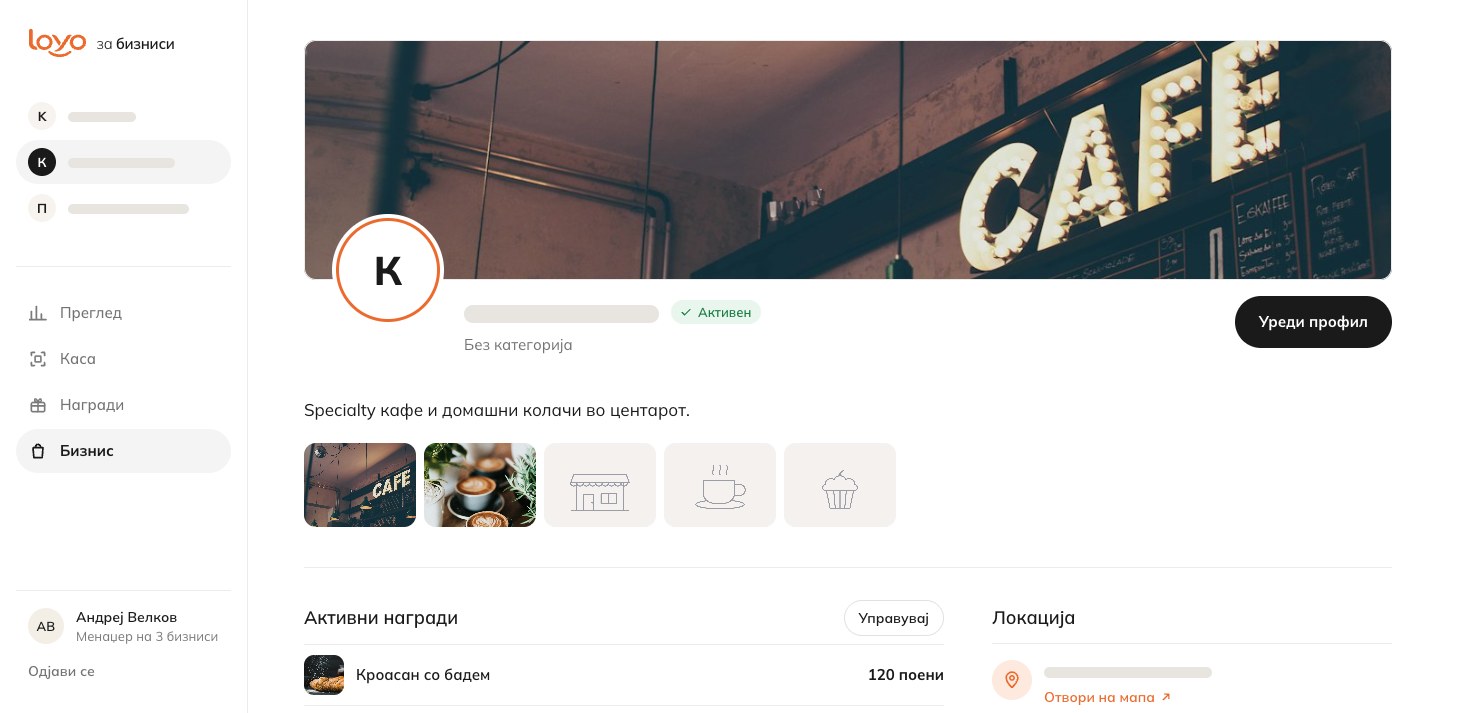 loyo за бизниси
K
К
П
Преглед
Каса
Награди
Бизнис
АВ
Андреј Велков
Менаџер на 3 бизниси
Одјави се
CAFE
К
Активен
Без категорија
Уреди профил
Specialty кафе и домашни колачи во центарот.
CAFE
Активни награди
Управувај
Кроасан со бадем
120 поени
Локација
Отвори на мапа